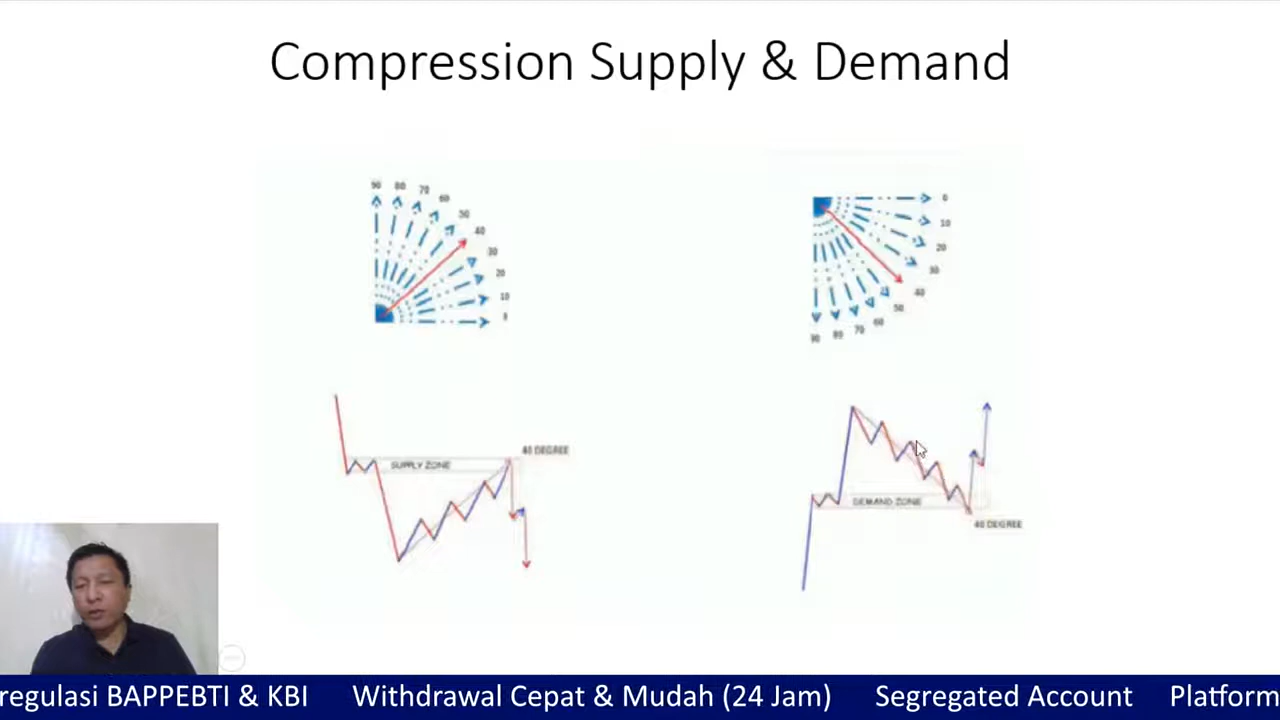 Compression Supply & Demand
90 80 70 60 50 40 30 20 10
0 10 20 30 40 50 60 70 80 90
40 DEGREE
SUPPLY ZONE
DEMAND ZONE
40 DEGREE
regulasi BAPPEBTI & KBI Withdrawal Cepat & Mudah (24 Jam) Segregated Account Platform